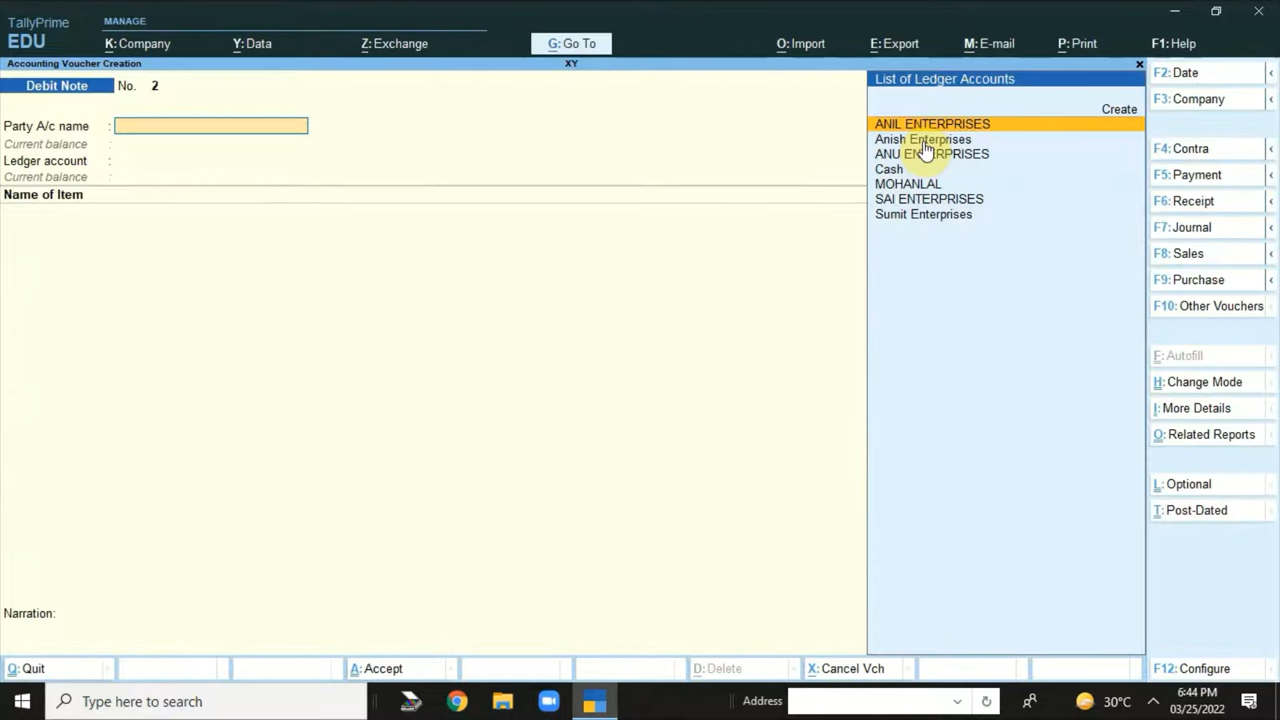 TallyPrime
EDU
MANAGE
K: Company
Y: Data
Z: Exchange
G: Go To
O: Import
E: Export
M: E-mail
P: Print
F1: Help
Accounting Voucher Creation
XY
Debit Note No. 2
Party A/c name :
Current balance :
Ledger account :
Current balance :
Name of Item
Narration:
List of Ledger Accounts
Create
ANIL ENTERPRISES
Anish Enterprises
ANU ENTERPRISES
Cash
MOHANLAL
SAI ENTERPRISES
Sumit Enterprises
F2: Date
F3: Company
F4: Contra
F5: Payment
F6: Receipt
F7: Journal
F8: Sales
F9: Purchase
F10: Other Vouchers
F: Autofill
H: Change Mode
I: More Details
O: Related Reports
L: Optional
T: Post-Dated
Q: Quit
A: Accept
D: Delete
X: Cancel Vch
F12: Configure
Type here to search
Address
30°C
6:44 PM
03/25/2022